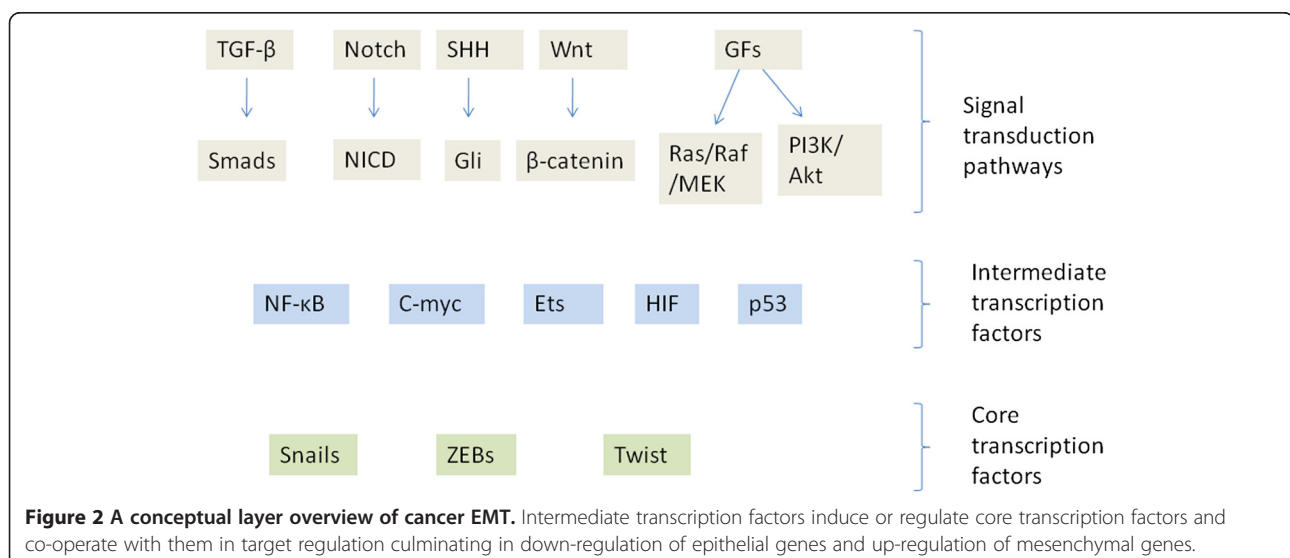 TGF-β Notch SHH Wnt GFs
Smads NICD Gli β-catenin Ras/Raf
/MEK PI3K/
Akt
Signal
transduction
pathways
NF-κB C-myc Ets HIF p53
Intermediate
transcription
factors
Snails ZEBs Twist
Core
transcription
factors
Figure 2 A conceptual layer overview of cancer EMT. Intermediate transcription factors induce or regulate core transcription factors and
co-operate with them in target regulation culminating in down-regulation of epithelial genes and up-regulation of mesenchymal genes.